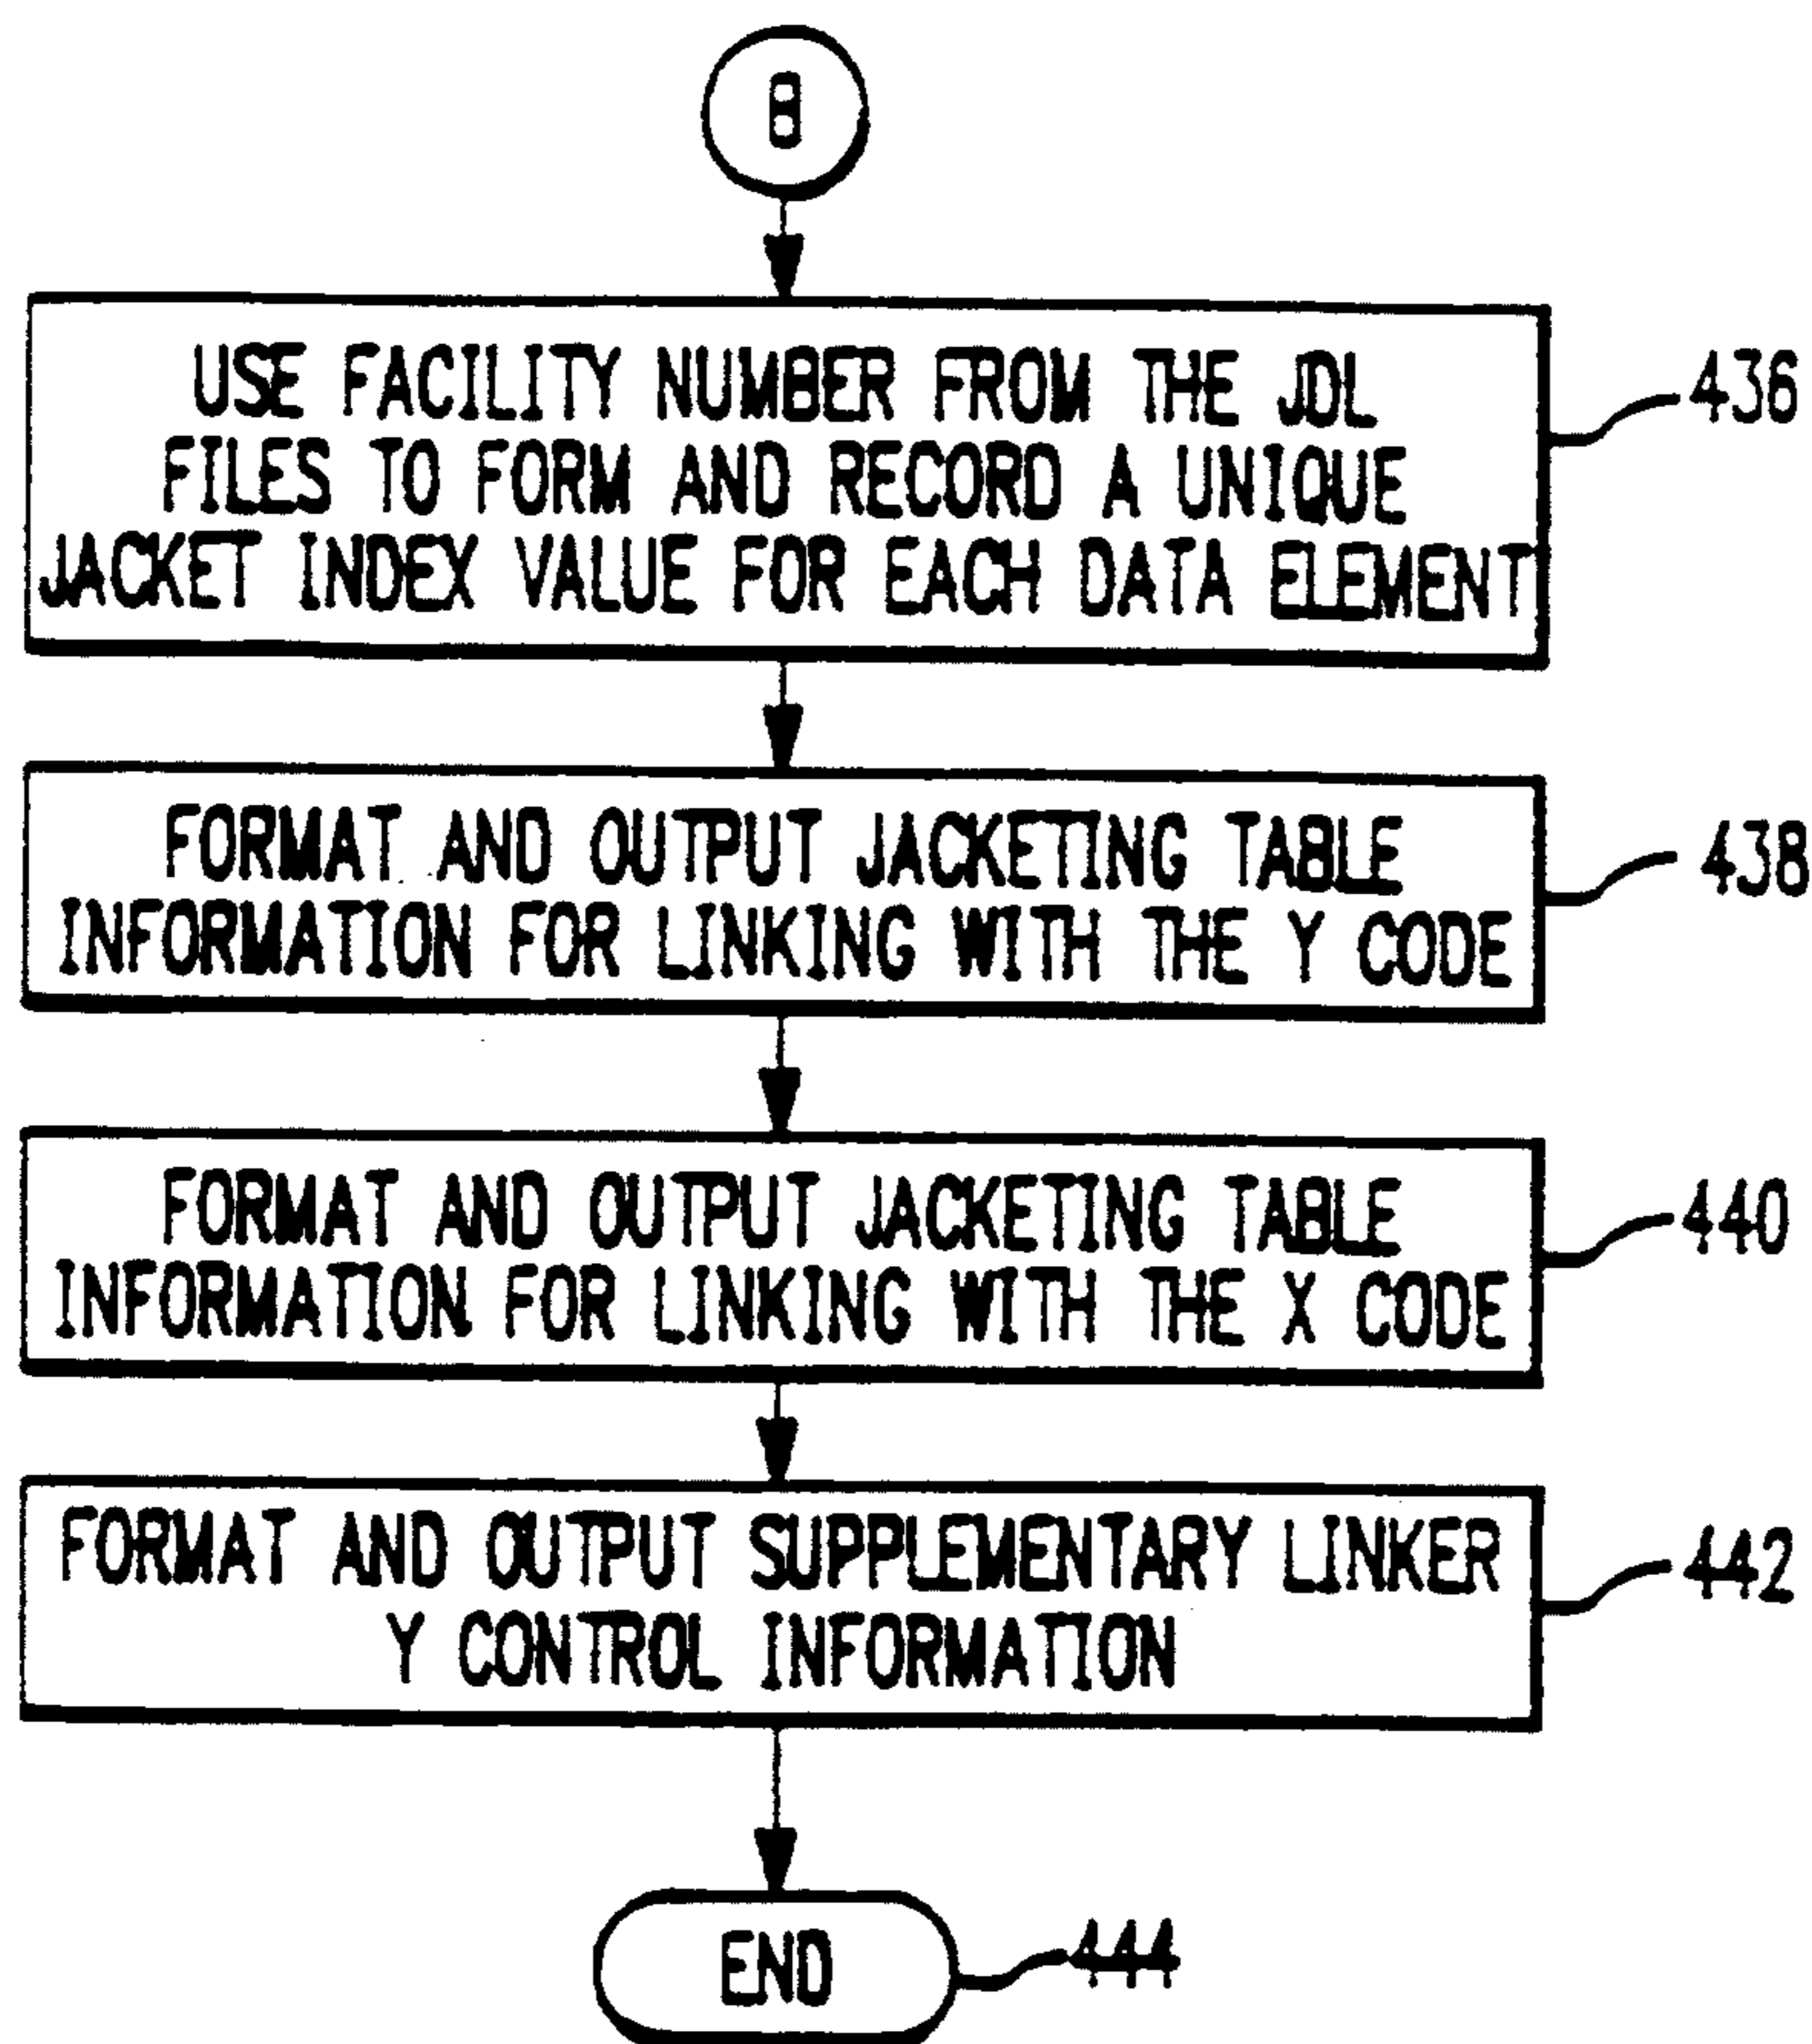 8
USE FACILITY NUMBER FROM THE JDL
FILES TO FORM AND RECORD A UNIQUE
JACKET INDEX VALUE FOR EACH DATA ELEMENT
436
FORMAT AND OUTPUT JACKETING TABLE
INFORMATION FOR LINKING WITH THE Y CODE
438
FORMAT AND OUTPUT JACKETING TABLE
INFORMATION FOR LINKING WITH THE X CODE
440
FORMAT AND OUTPUT SUPPLEMENTARY LINKER
Y CONTROL INFORMATION
442
END
444